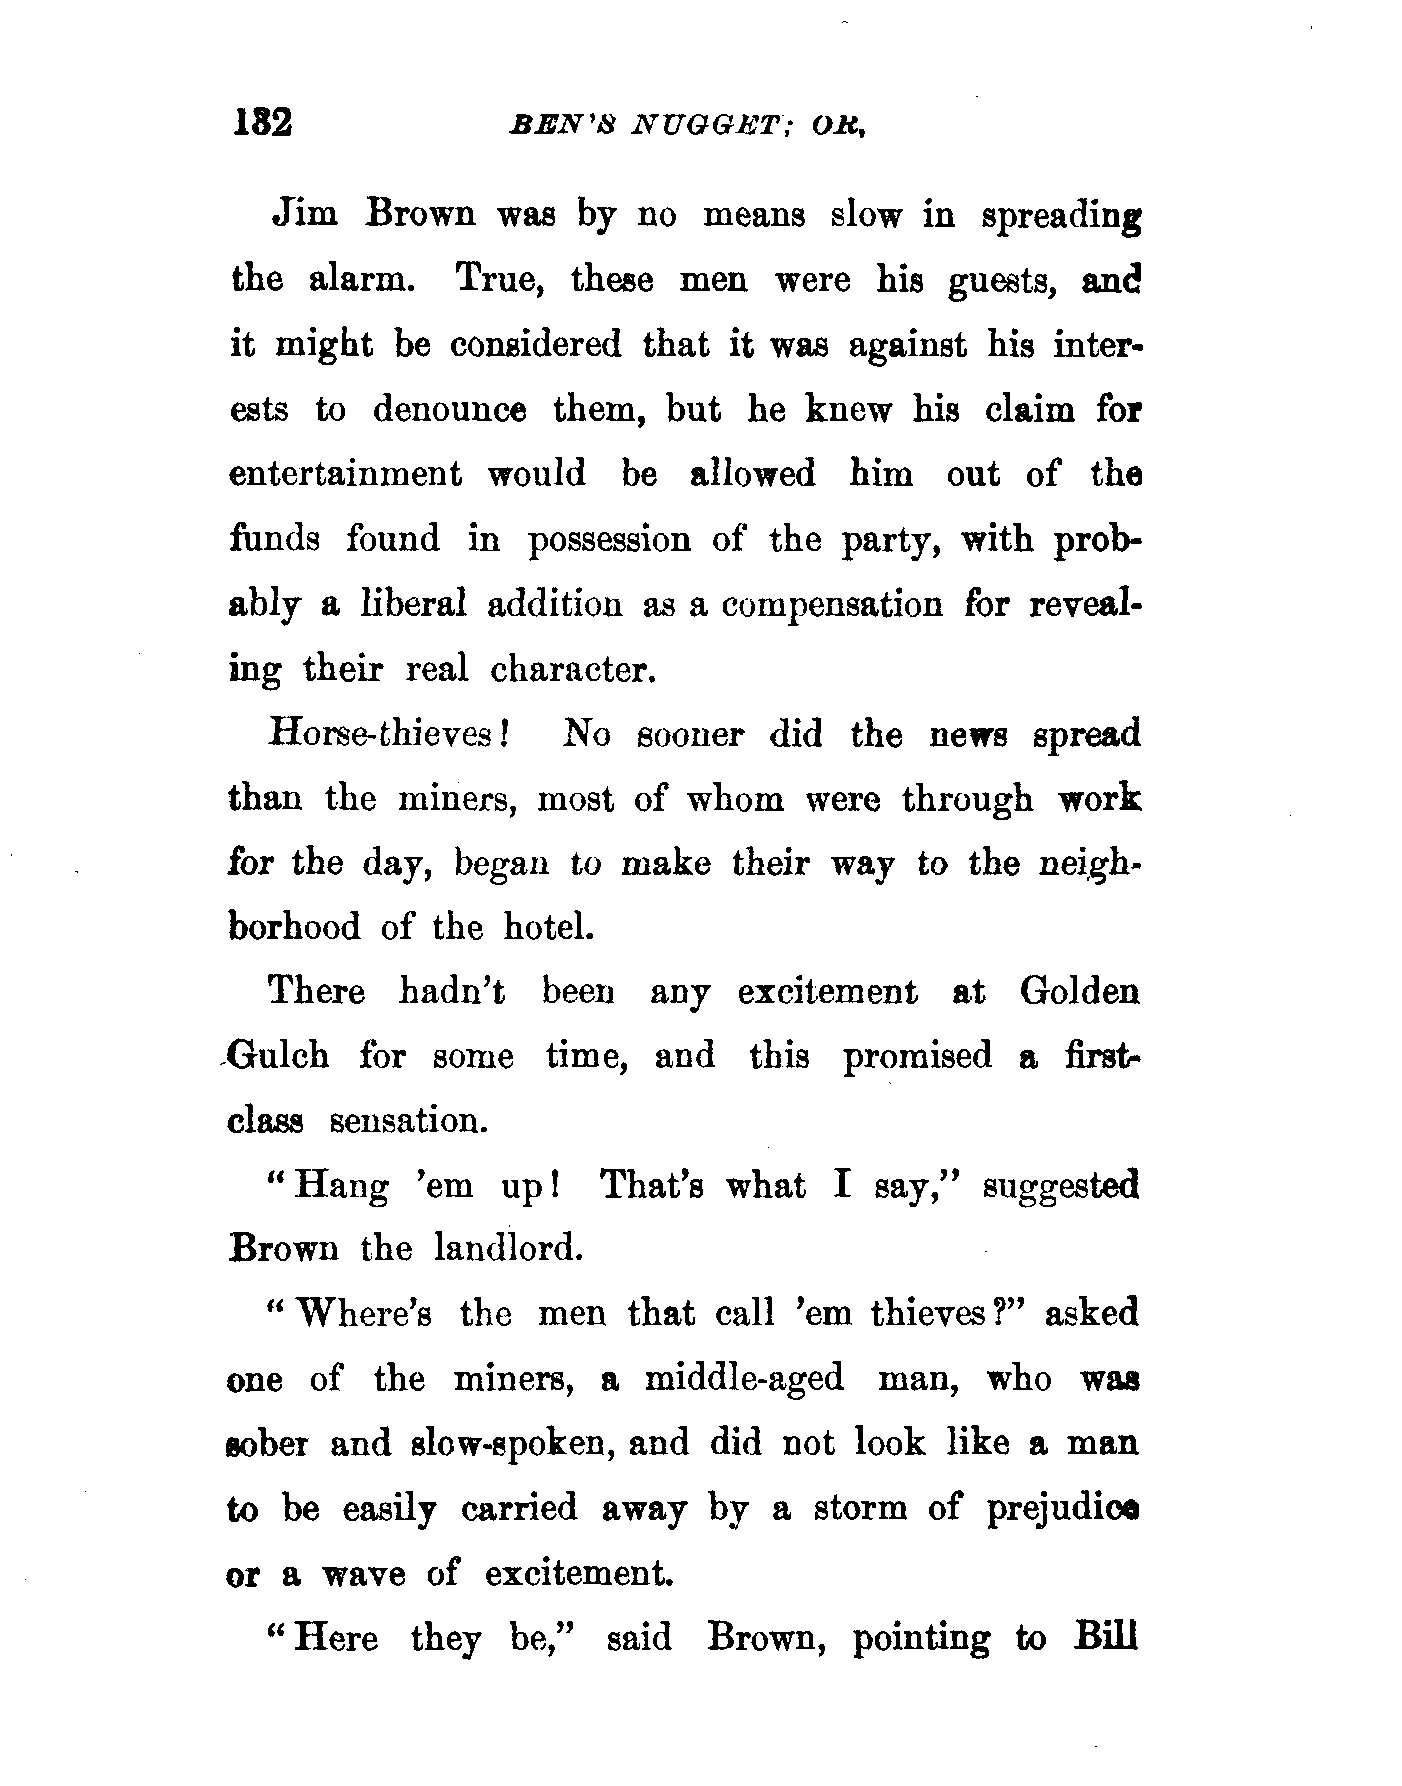 182 BEN'S NUGGET; OR,
Jim Brown was by no means slow in spreading
the alarm. True, these men were his guests, and
it might be considered that it was against his inter-
ests to denounce them, but he knew his claim for
entertainment would be allowed him out of the
funds found in possession of the party, with prob-
ably a liberal addition as a compensation for reveal-
ing their real character.
Horse-thieves! No sooner did the news spread
than the miners, most of whom were through work
for the day, began to make their way to the neigh-
borhood of the hotel.
There hadn't been any excitement at Golden
Gulch for some time, and this promised a first-
class sensation.
"Hang 'em up! That's what I say," suggested
Brown the landlord.
"Where's the men that call 'em thieves?" asked
one of the miners, a middle-aged man, who was
sober and slow-spoken, and did not look like a man
to be easily carried away by a storm of prejudice
or a wave of excitement.
"Here they be," said Brown, pointing to Bill